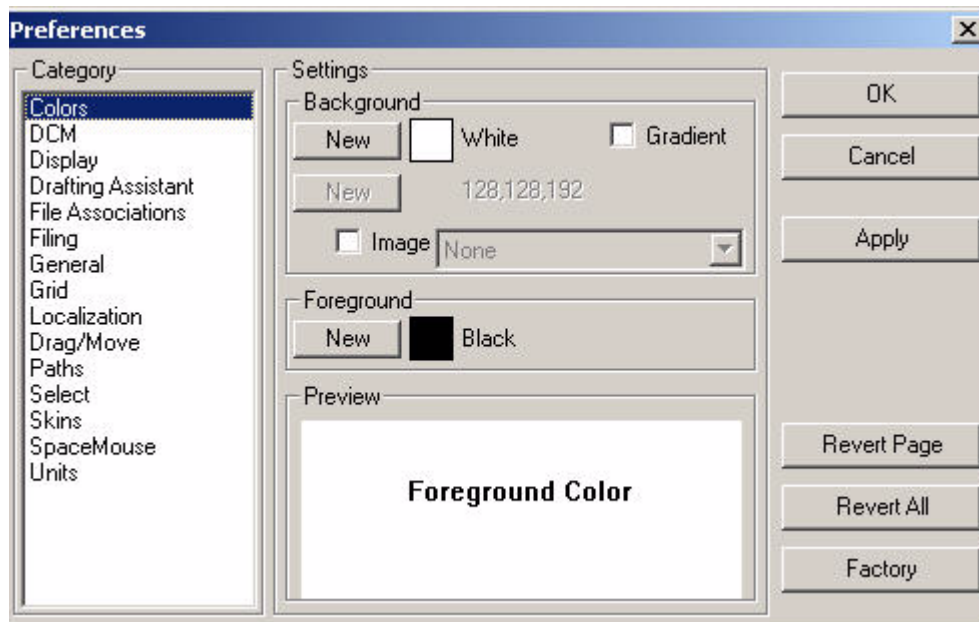 Preferences
Category
Colors
DCM
Display
Drafting Assistant
File Associations
Filing
General
Grid
Localization
Drag/Move
Paths
Select
Skins
SpaceMouse
Units
Settings
Background
New White Gradient
New 128,128,192
Image None
Foreground
New Black
Preview
Foreground Color
OK
Cancel
Apply
Revert Page
Revert All
Factory